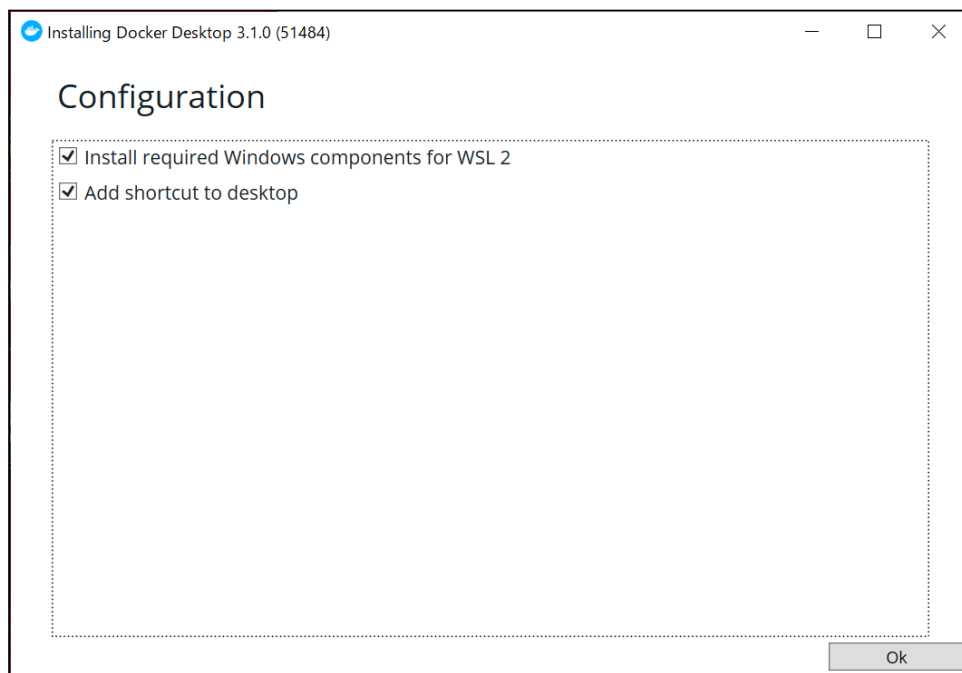 Installing Docker Desktop 3.1.0 (51484)
Configuration
Install required Windows components for WSL 2
Add shortcut to desktop
Ok